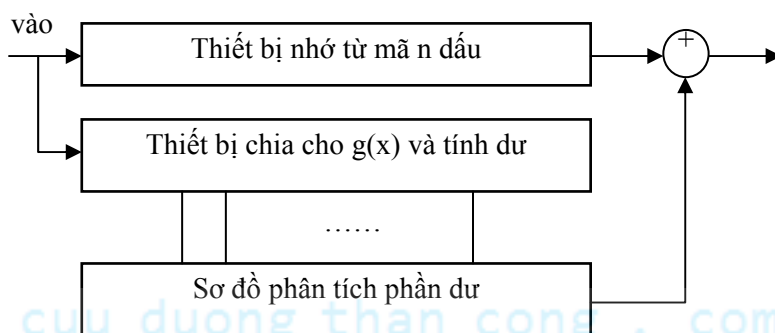 vào
Thiết bị nhớ từ mã n dấu
+
Thiết bị chia cho g(x) và tính dư
……
Sơ đồ phân tích phần dư
cuu duong than cong . com